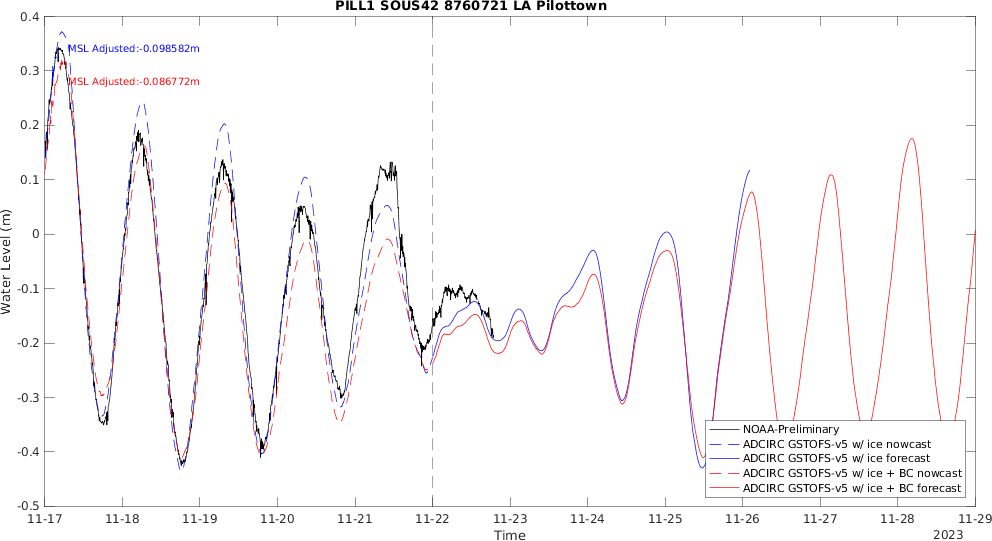 PILL1 SOUS42 8760721 LA Pilottown
0.4
0.3
0.2
0.1
0
-0.1
-0.2
-0.3
-0.4
-0.5
Water Level (m)
MSL Adjusted:-0.098582m
MSL Adjusted:-0.086772m
NOAA-Preliminary
ADCIRC GSTOFS-v5 w/ ice nowcast
ADCIRC GSTOFS-v5 w/ ice forecast
ADCIRC GSTOFS-v5 w/ ice + BC nowcast
ADCIRC GSTOFS-v5 w/ ice + BC forecast
11-17 11-18 11-19 11-20 11-21 11-22 11-23 11-24 11-25 11-26 11-27 11-28 11-29
Time
2023